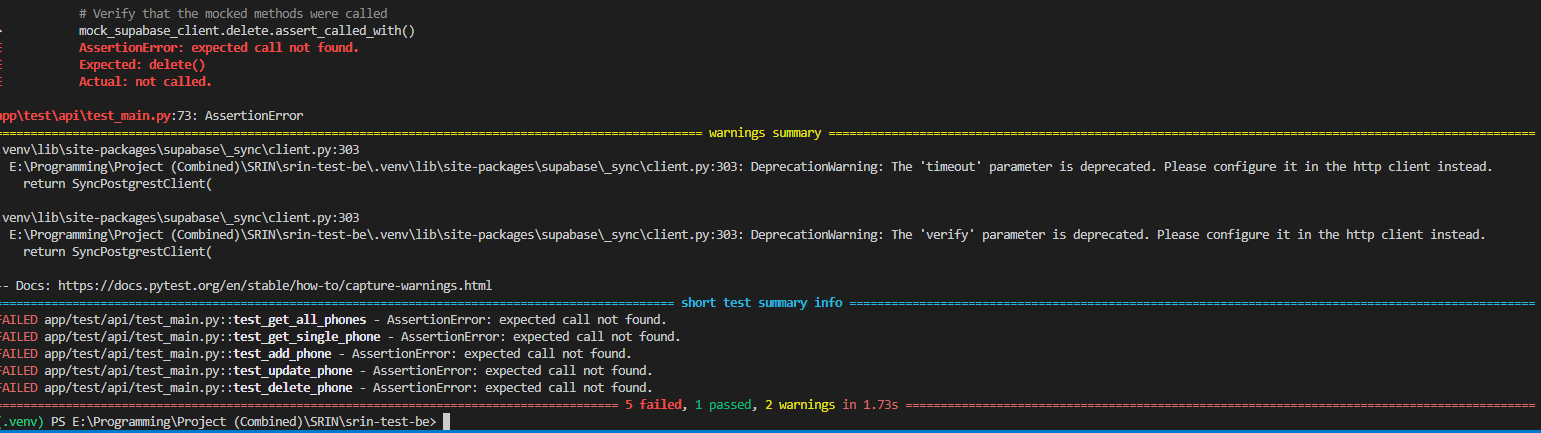 # Verify that the mocked methods were called
> mock_supabase_client.delete.assert_called_with()
E AssertionError: expected call not found.
E Expected: delete()
E Actual: not called.
app\test\api\test_main.py:73: AssertionError
============ warnings summary ============
.venv\lib\site-packages\supabase\_sync\client.py:303
E:\Programming\Project (Combined)\SRIN\srin-test-be\.venv\lib\site-packages\supabase\_sync\client.py:303: DeprecationWarning: The 'timeout' parameter is deprecated. Please configure it in the http client instead.
return SyncPostgrestClient(
.venv\lib\site-packages\supabase\_sync\client.py:303
E:\Programming\Project (Combined)\SRIN\srin-test-be\.venv\lib\site-packages\supabase\_sync\client.py:303: DeprecationWarning: The 'verify' parameter is deprecated. Please configure it in the http client instead.
return SyncPostgrestClient(
-- Docs: https://docs.pytest.org/en/stable/how-to/capture-warnings.html
============ short test summary info ============
FAILED app/test/api/test_main.py::test_get_all_phones - AssertionError: expected call not found.
FAILED app/test/api/test_main.py::test_get_single_phone - AssertionError: expected call not found.
FAILED app/test/api/test_main.py::test_add_phone - AssertionError: expected call not found.
FAILED app/test/api/test_main.py::test_update_phone - AssertionError: expected call not found.
FAILED app/test/api/test_main.py::test_delete_phone - AssertionError: expected call not found.
============ 5 failed, 1 passed, 2 warnings in 1.73s ============
(.venv) PS E:\Programming\Project (Combined)\SRIN\srin-test-be>